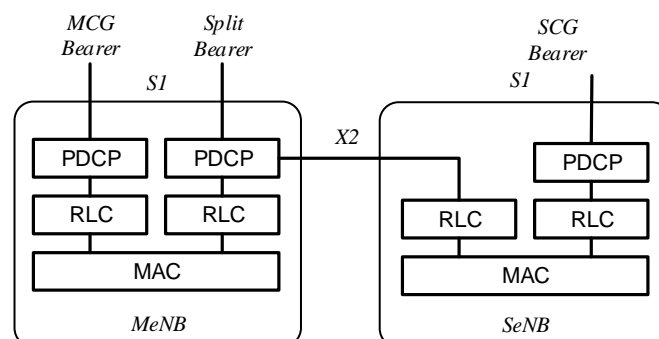 MCG
Bearer
Split
Bearer
SCG
Bearer
S1
S1
X2
PDCP
PDCP
PDCP
RLC
RLC
RLC
RLC
MAC
MAC
MeNB
SeNB